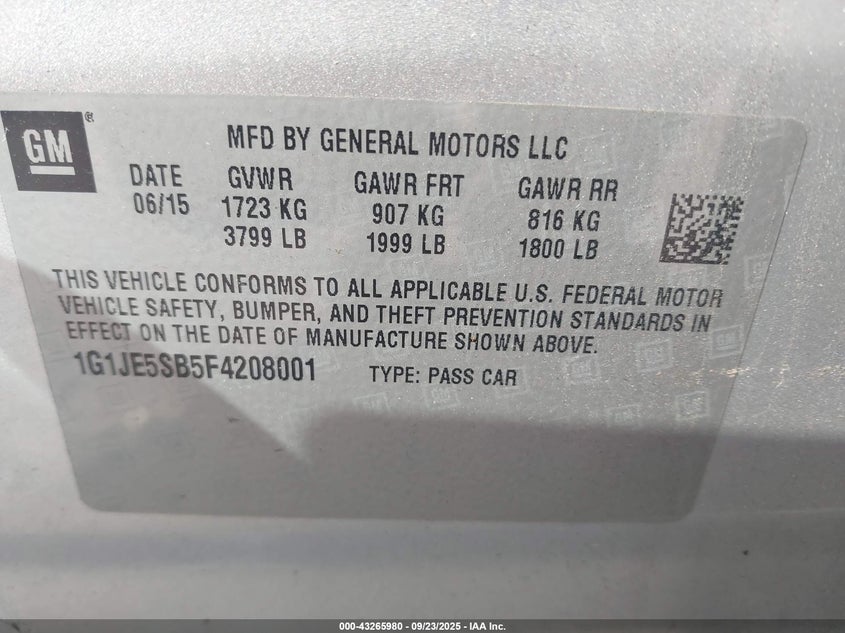 GM®
MFD BY GENERAL MOTORS LLC
DATE GVWR GAWR FRT GAWR RR
06/15 1723 KG 907 KG 816 KG
3799 LB 1999 LB 1800 LB
THIS VEHICLE CONFORMS TO ALL APPLICABLE U.S. FEDERAL MOTOR
VEHICLE SAFETY, BUMPER, AND THEFT PREVENTION STANDARDS IN
EFFECT ON THE DATE OF MANUFACTURE SHOWN ABOVE.
1G1JE5SB5F4208001 TYPE: PASS CAR
000-43265980 - 09/23/2025 - IAA Inc.